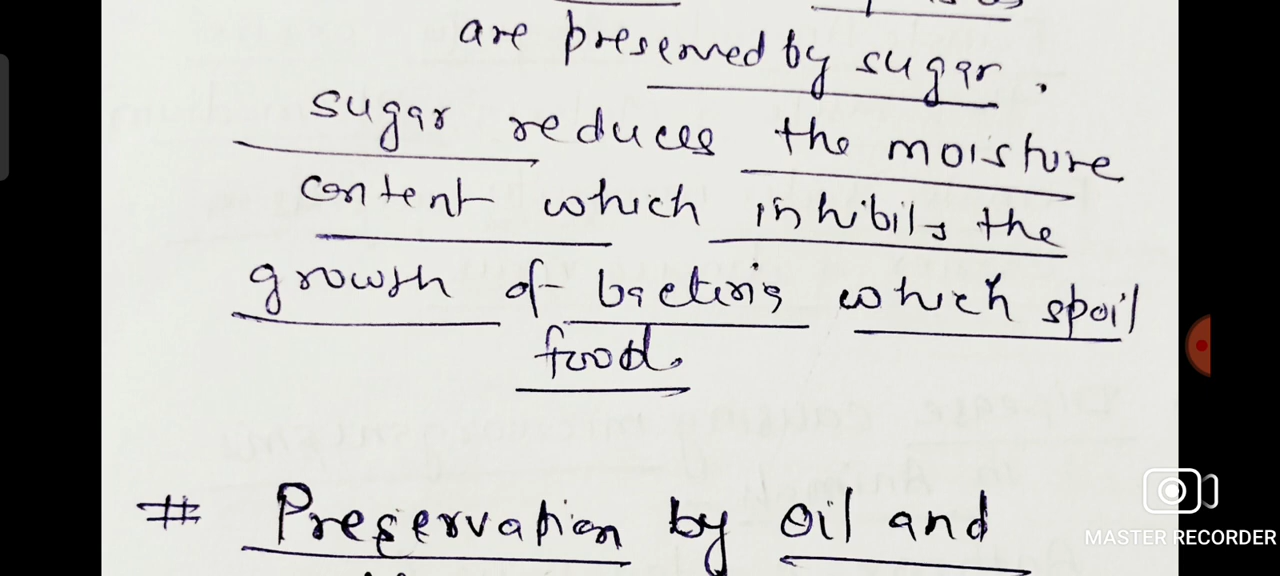 are preserved by sugar.
sugar reduces the moisture
content which inhibits the
growth of bacteria which spoil
food.
# Preservation by oil and
MASTER RECORDER